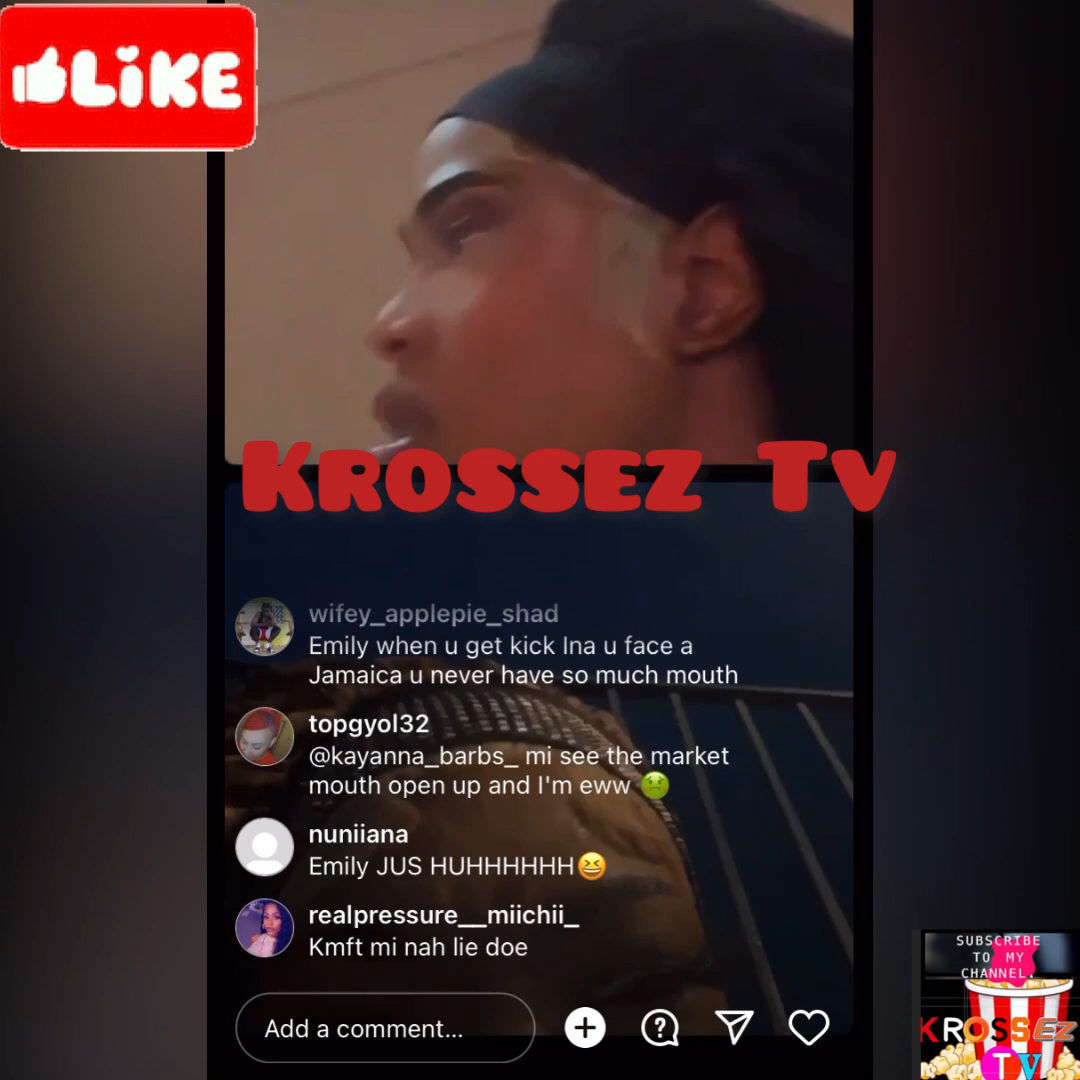 LiKE
KROSSEZ TV
wifey_applepie_shad
Emily when u get kick Ina u face a
Jamaica u never have so much mouth
topgyol32
@kayanna_barbs_ mi see the market
mouth open up and I'm eww 🤢
nuniiana
Emily JUS HUHHHHHH😆
realpressure__miichii_
Kmft mi nah lie doe
Add a comment...
SUBSCRIBE
TO MY
CHANNEL.
KROSSEZ
TV